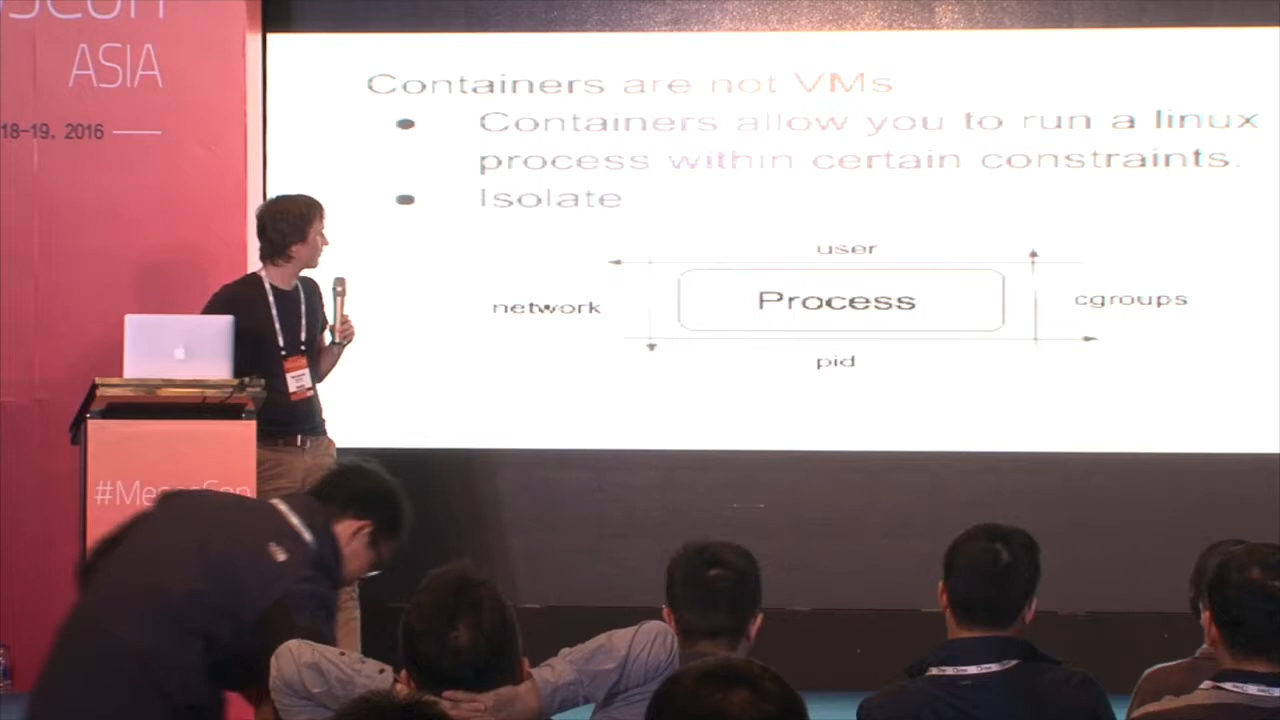 ASIA
18-19, 2016
Containers are not VMs
● Containers allow you to run a linux
process within certain constraints.
● Isolate
user
network
Process
cgroups
pid